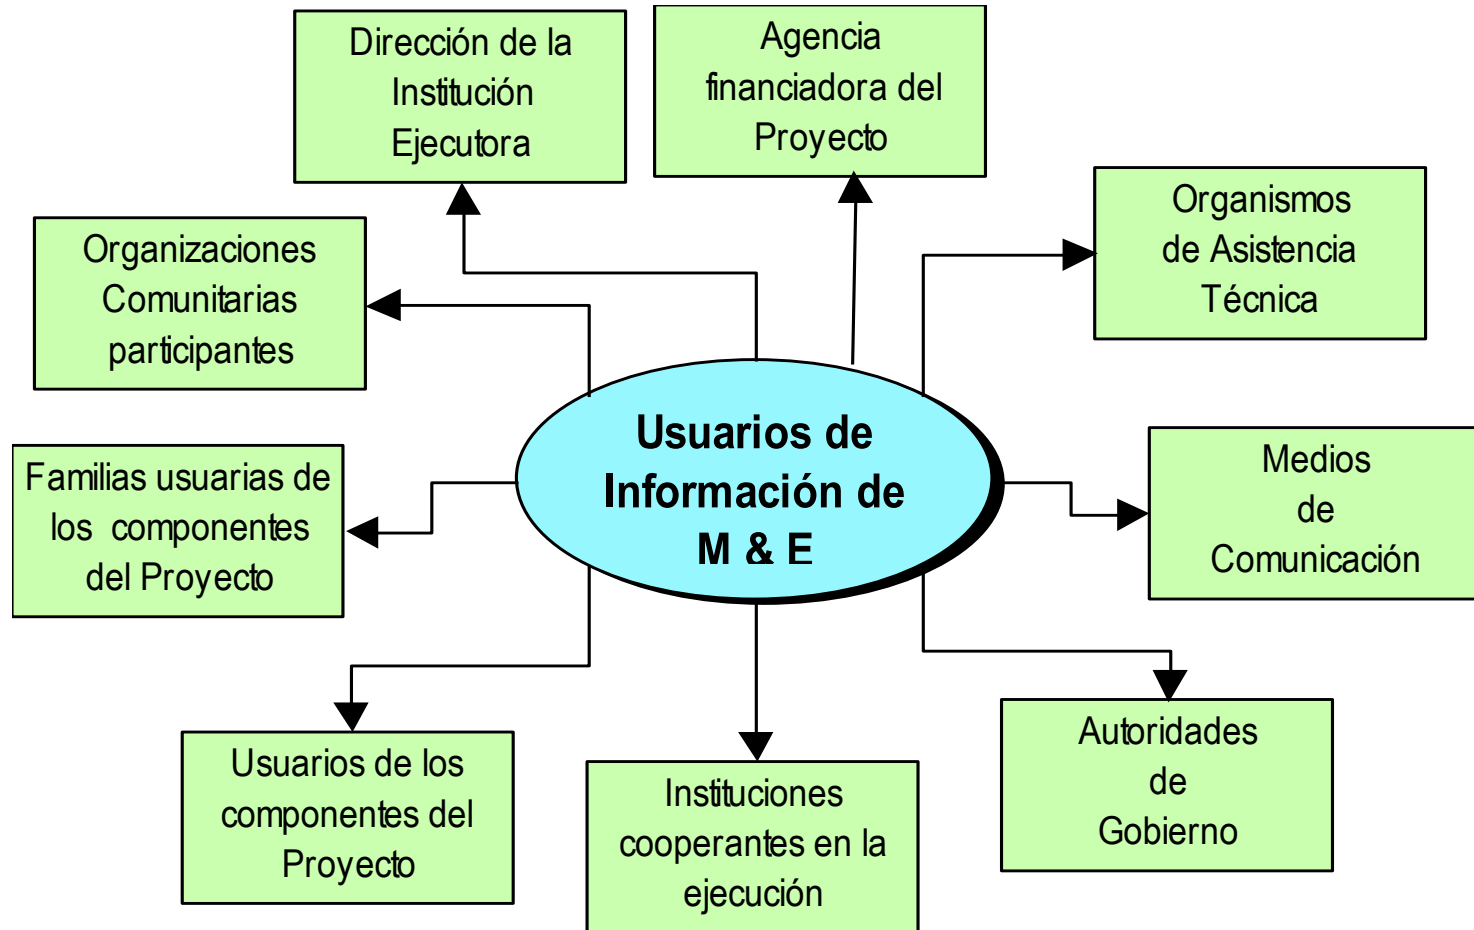 Dirección de la
Institución
Ejecutora
Agencia
financiadora del
Proyecto
Organismos
de Asistencia
Técnica
Organizaciones
Comunitarias
participantes
Usuarios de
Información de
M & E
Medios
de
Comunicación
Familias usuarias de
los componentes
del Proyecto
Autoridades
de
Gobierno
Usuarios de los
componentes del
Proyecto
Instituciones
cooperantes en la
ejecución